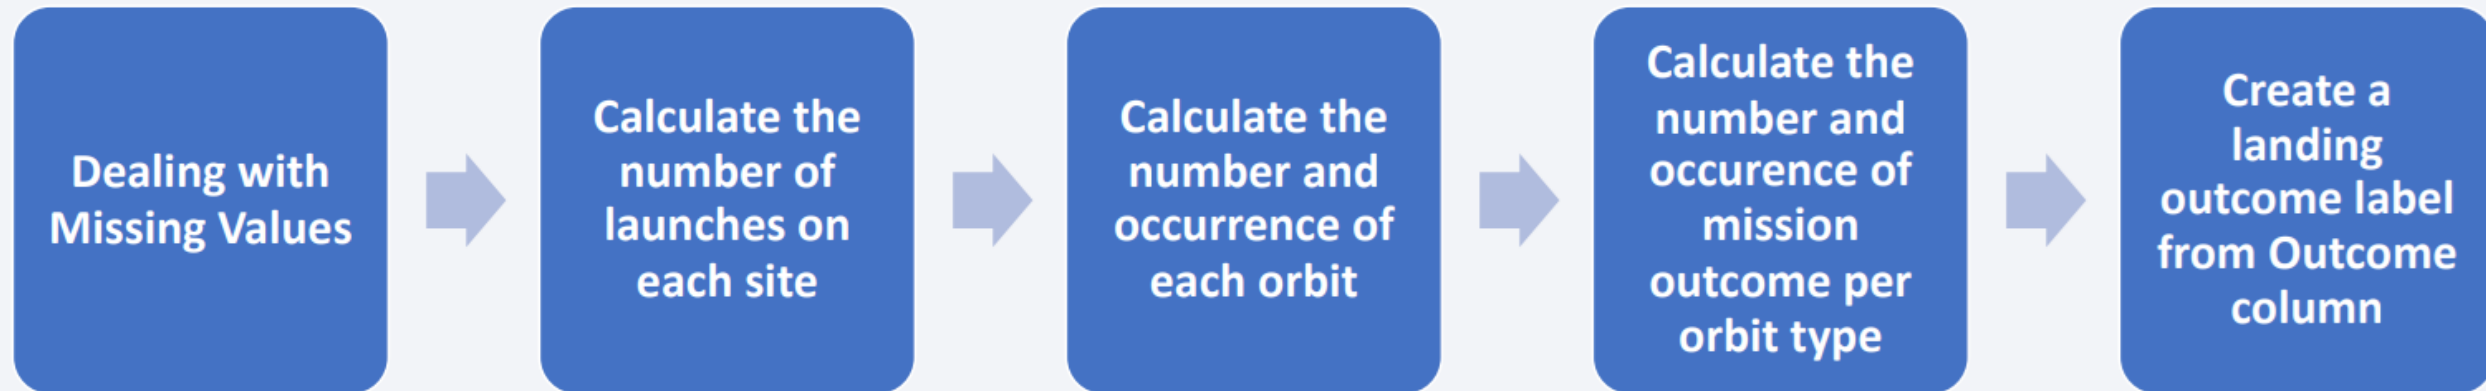 Dealing with
Missing Values
Calculate the
number of
launches on
each site
Calculate the
number and
occurrence of
each orbit
Calculate the
number and
occurence of
mission
outcome per
orbit type
Create a
landing
outcome label
from Outcome
column